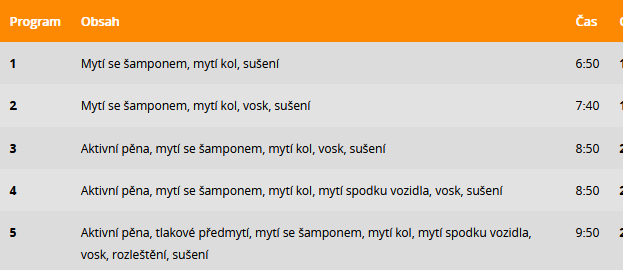 Program Obsah Čas
1 Mytí se šamponem, mytí kol, sušení 6:50
2 Mytí se šamponem, mytí kol, vosk, sušení 7:40
3 Aktivní pěna, mytí se šamponem, mytí kol, vosk, sušení 8:50
4 Aktivní pěna, mytí se šamponem, mytí kol, mytí spodku vozidla, vosk, sušení 8:50
5 Aktivní pěna, tlakové předmytí, mytí se šamponem, mytí kol, mytí spodku vozidla, 9:50
vosk, rozleštění, sušení